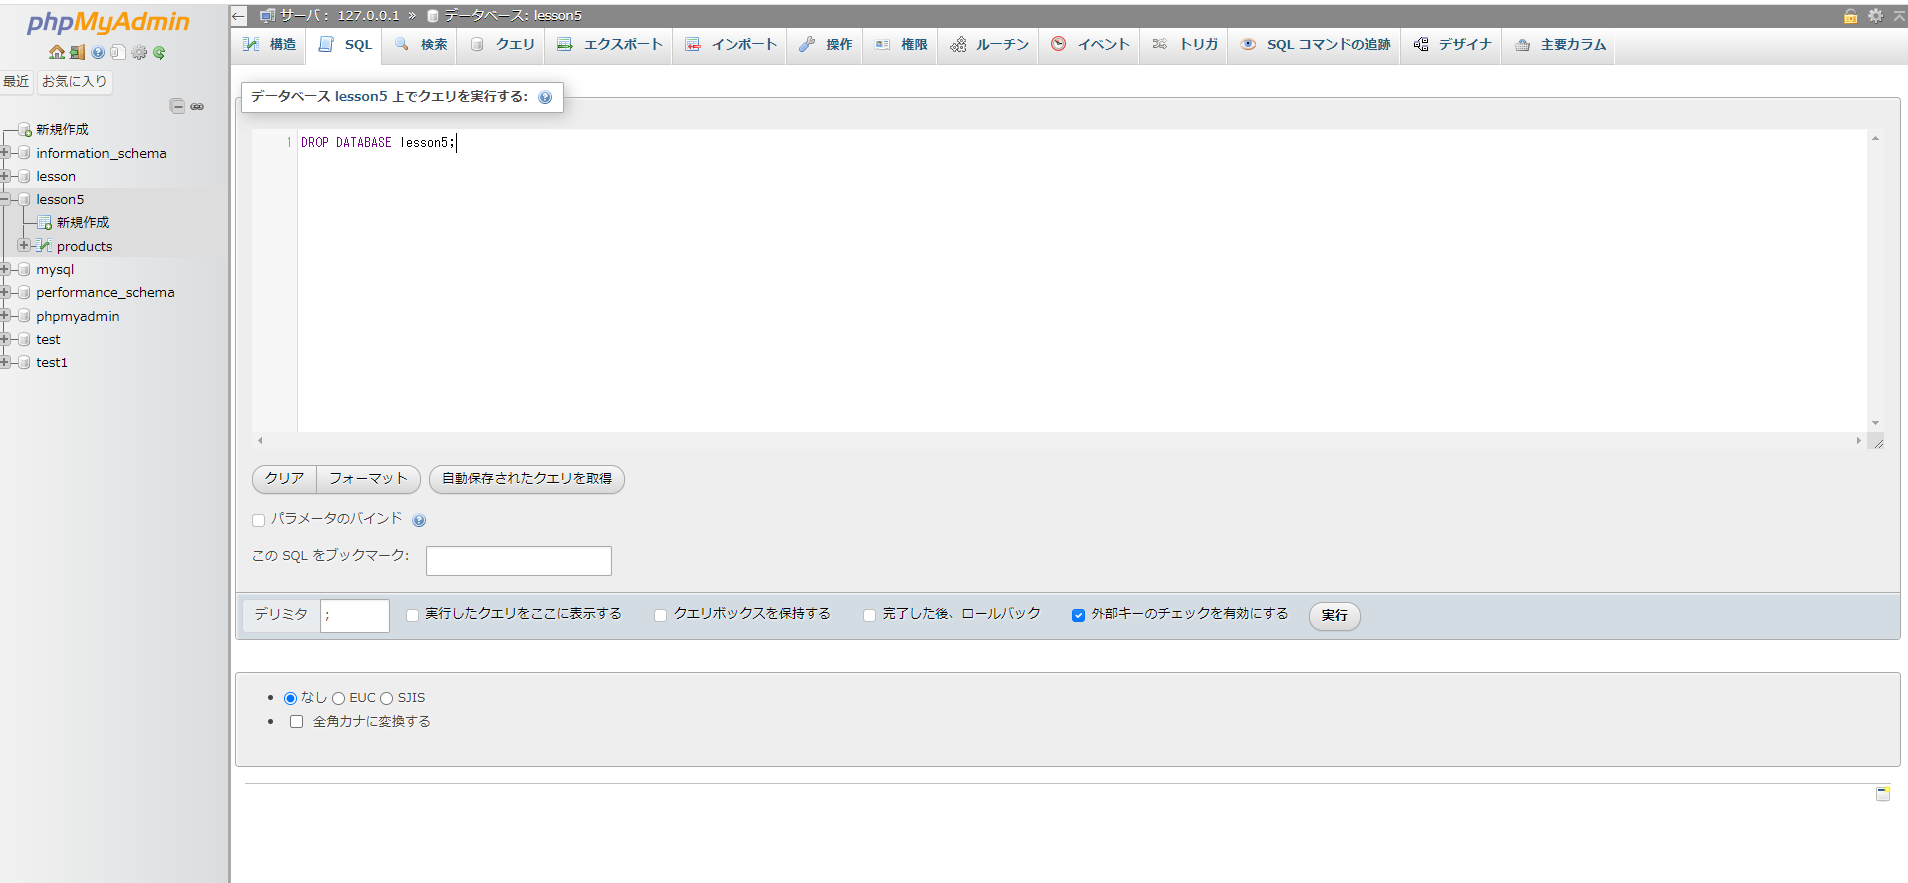 phpMyAdmin
最近 お気に入り
新規作成
information_schema
lesson
lesson5
新規作成
products
mysql
performance_schema
phpmyadmin
test
test1
サーバ: 127.0.0.1 » データベース: lesson5
構造 SQL 検索 クエリ エクスポート インポート 操作 権限 ルーチン イベント トリガ SQL コマンドの追跡 デザイナ 主要カラム
データベース lesson5 上でクエリを実行する:
1 DROP DATABASE lesson5;
クリア フォーマット 自動保存されたクエリを取得
パラメータのバインド
この SQL をブックマーク:
デリミタ ; 実行したクエリをここに表示する クエリボックスを保持する 完了した後、ロールバック 外部キーのチェックを有効にする 実行
なし EUC SJIS
全角カナに変換する